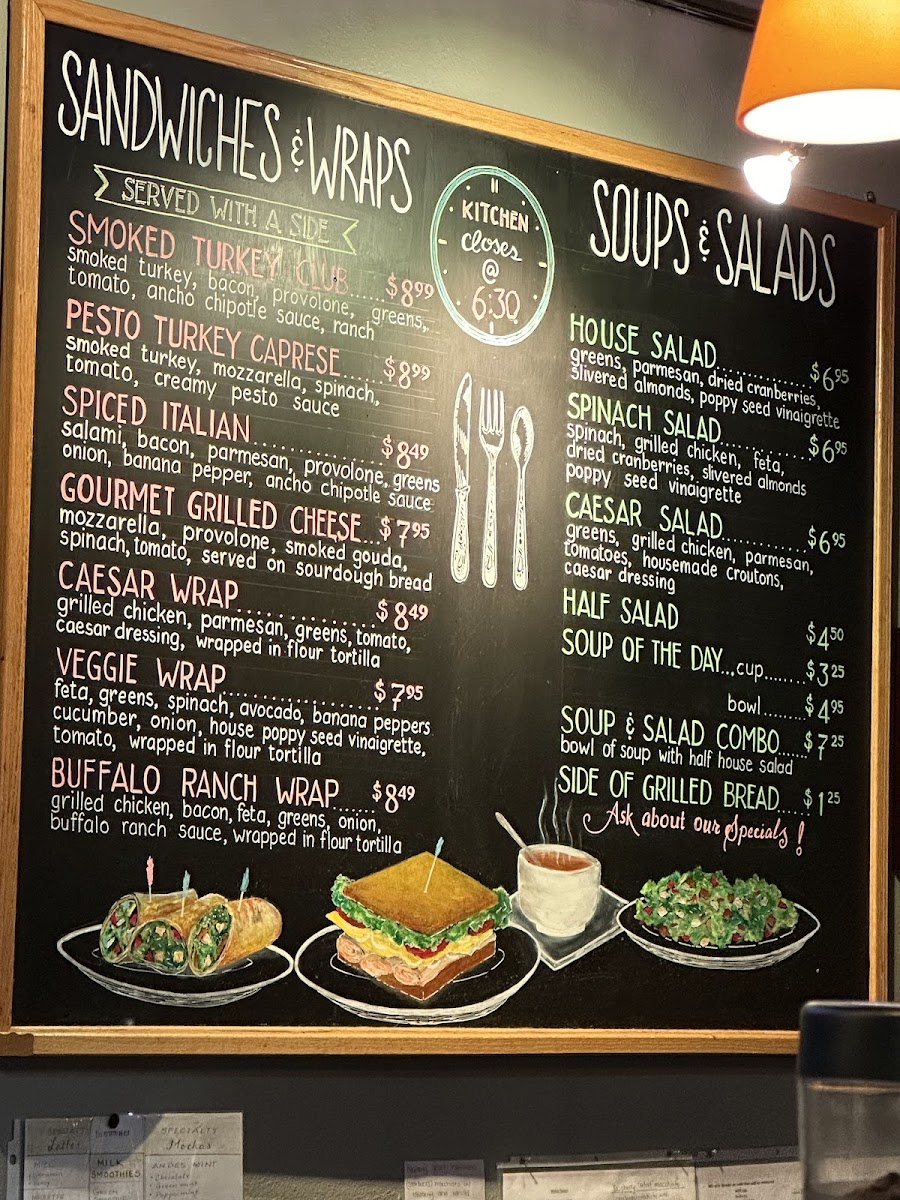 SANDWICHES & WRAPS
SERVED WITH A SIDE
SMOKED TURKEY CLUB......$8.99
smoked turkey, bacon, provolone, greens,
tomato, ancho chipotle sauce, ranch
PESTO TURKEY CAPRESE......$8.99
smoked turkey, mozzarella, spinach,
tomato, creamy pesto sauce
SPICED ITALIAN..............$8.49
salami, bacon, parmesan, provolone, greens
onion, banana pepper, ancho chipotle sauce
GOURMET GRILLED CHEESE...$7.95
mozzarella, provolone, smoked gouda,
spinach, tomato, served on sourdough bread
CAESAR WRAP................$8.49
grilled chicken, parmesan, greens, tomato,
caesar dressing, wrapped in flour tortilla
VEGGIE WRAP.................$7.95
feta, greens, spinach, avocado, banana peppers
cucumber, onion, house poppy seed vinaigrette,
tomato, wrapped in flour tortilla
BUFFALO RANCH WRAP......$8.49
grilled chicken, bacon, feta, greens, onion,
buffalo ranch sauce, wrapped in flour tortilla
KITCHEN
closes
@
6:30
SOUPS & SALADS
HOUSE SALAD.............$6.95
greens, parmesan, dried cranberries,
slivered almonds, poppy seed vinaigrette
SPINACH SALAD...........$6.95
spinach, grilled chicken, feta,
dried cranberries, slivered almonds
poppy seed vinaigrette
CAESAR SALAD............$6.95
greens, grilled chicken, parmesan,
tomatoes, housemade croutons,
caesar dressing
HALF SALAD $4.50
SOUP OF THE DAY...cup.......$3.25
bowl........$4.95
SOUP & SALAD COMBO.....$7.25
bowl of soup with half house salad
SIDE OF GRILLED BREAD....$1.25
Ask about our Specials!
Latte
MILK
SMOOTHIES
SPECIALTY
Mochas
ANDES MINT